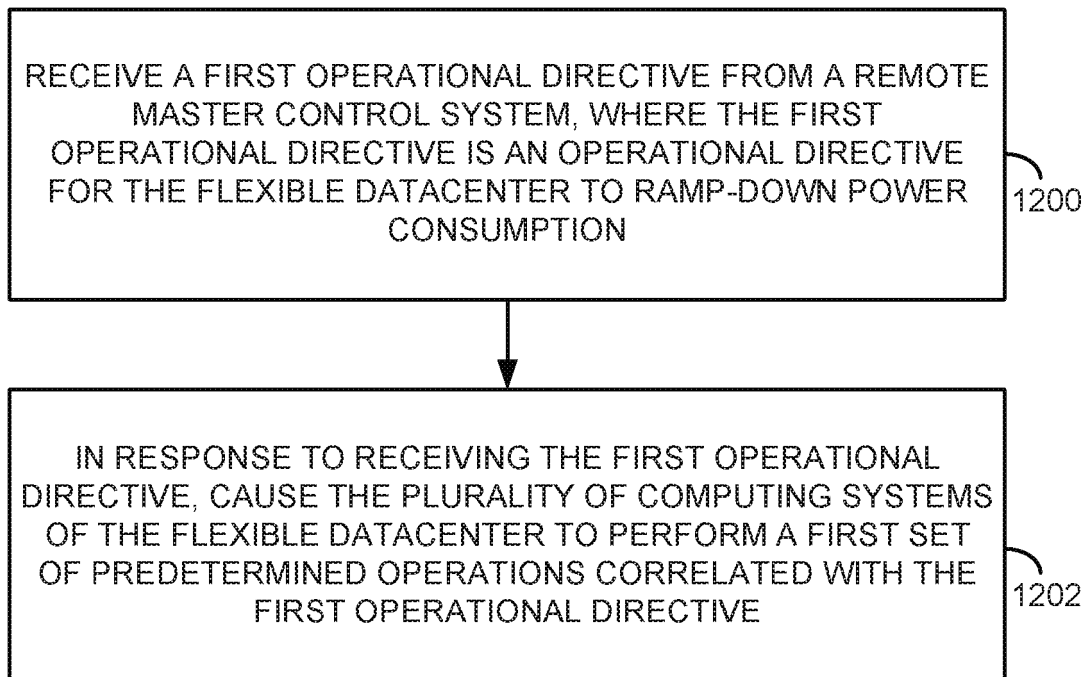 RECEIVE A FIRST OPERATIONAL DIRECTIVE FROM A REMOTE
MASTER CONTROL SYSTEM, WHERE THE FIRST
OPERATIONAL DIRECTIVE IS AN OPERATIONAL DIRECTIVE
FOR THE FLEXIBLE DATACENTER TO RAMP-DOWN POWER
CONSUMPTION
1200
IN RESPONSE TO RECEIVING THE FIRST OPERATIONAL
DIRECTIVE, CAUSE THE PLURALITY OF COMPUTING SYSTEMS
OF THE FLEXIBLE DATACENTER TO PERFORM A FIRST SET
OF PREDETERMINED OPERATIONS CORRELATED WITH THE
FIRST OPERATIONAL DIRECTIVE
1202